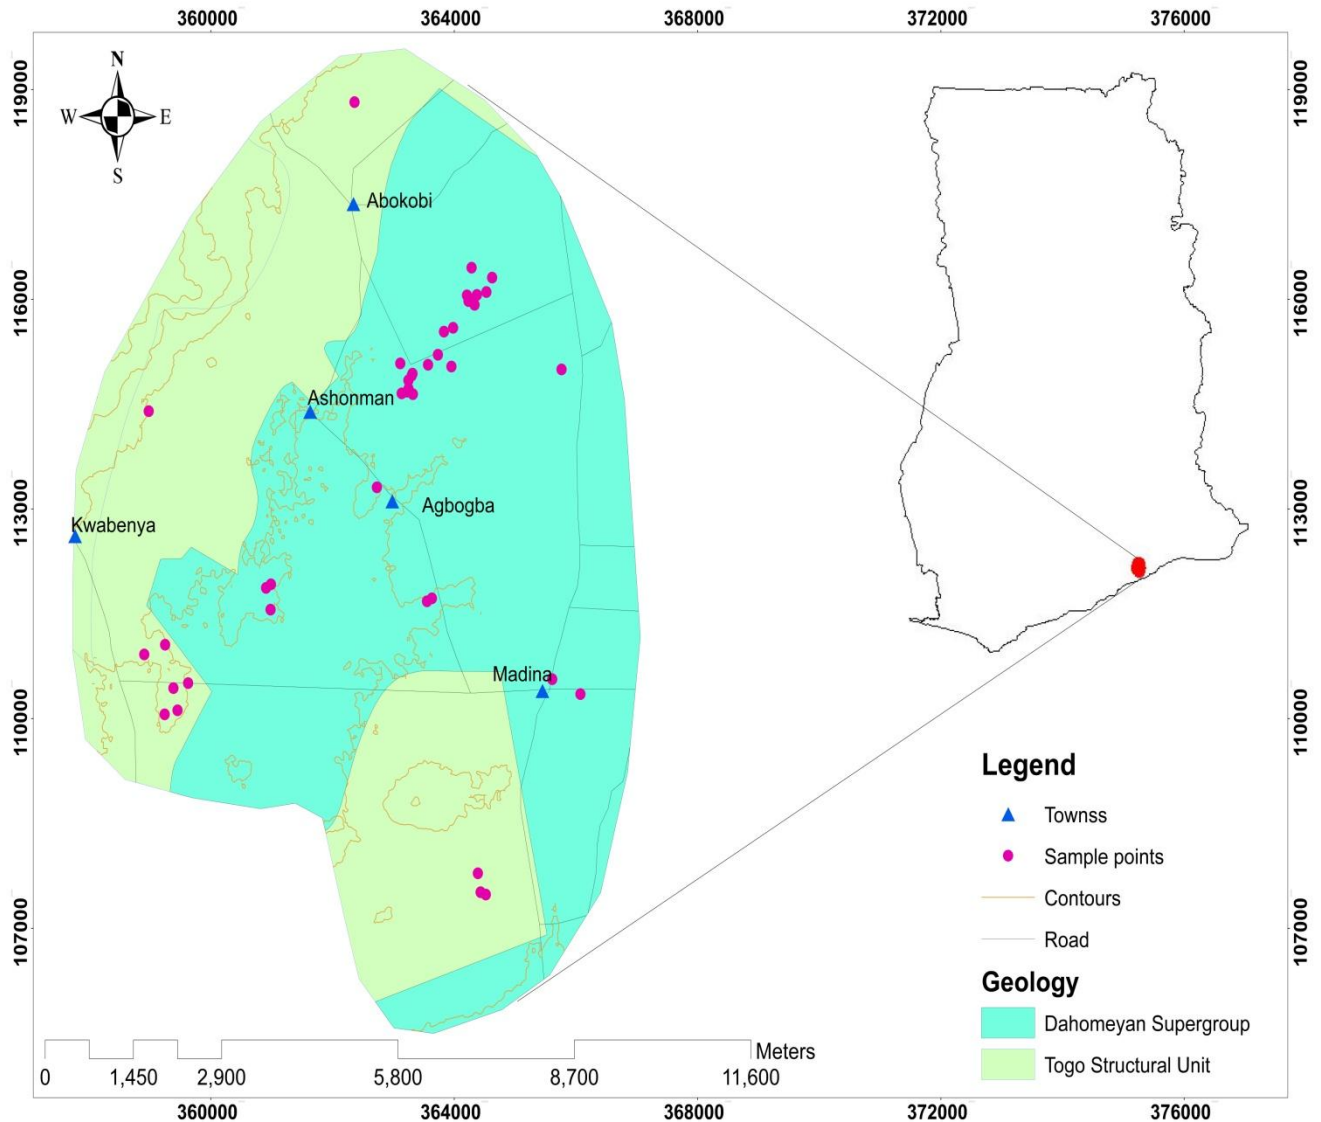 360000 364000 368000 372000 376000
N
W E
S
119000
116000
113000
110000
107000
119000
116000
113000
110000
107000
Abokobi
Ashonman
Agbogba
Kwabenya
Madina
Legend
Townss
Sample points
Contours
Road
Geology
Dahomeyan Supergroup
Togo Structural Unit
Meters
0 1,450 2,900 5,800 8,700 11,600
360000 364000 368000 372000 376000